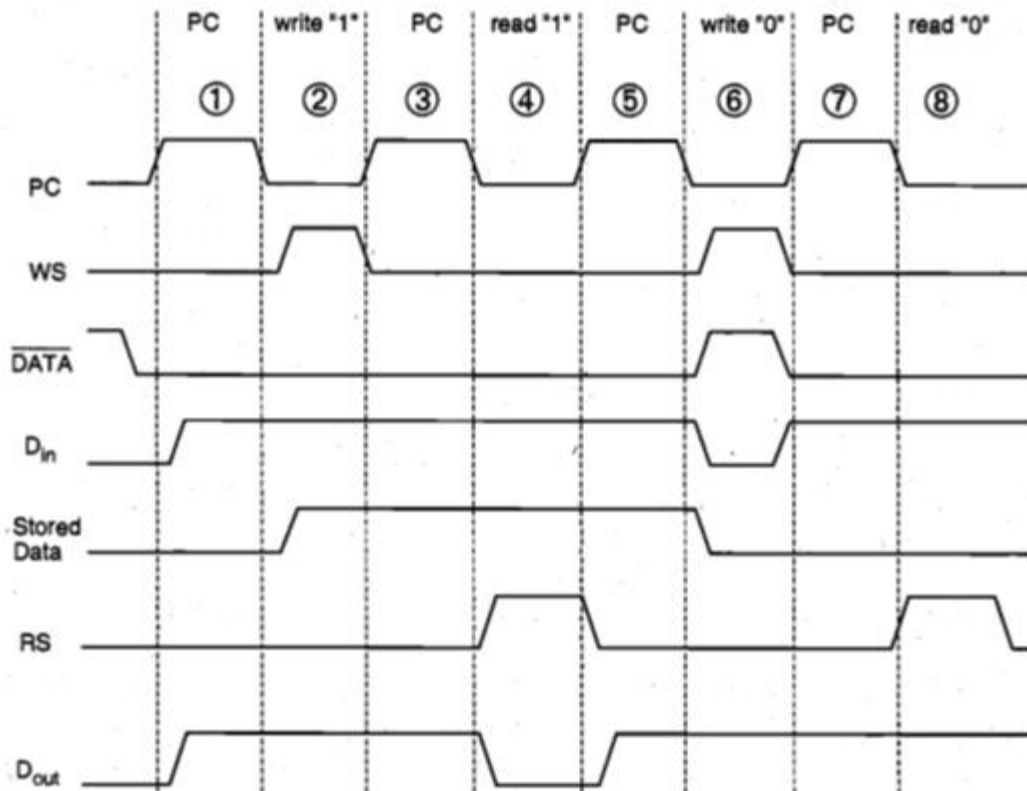 PC write "1" PC read "1" PC write "0" PC read "0"
① ② ③ ④ ⑤ ⑥ ⑦ ⑧
PC
WS
DATA
Din
Stored
Data
RS
Dout